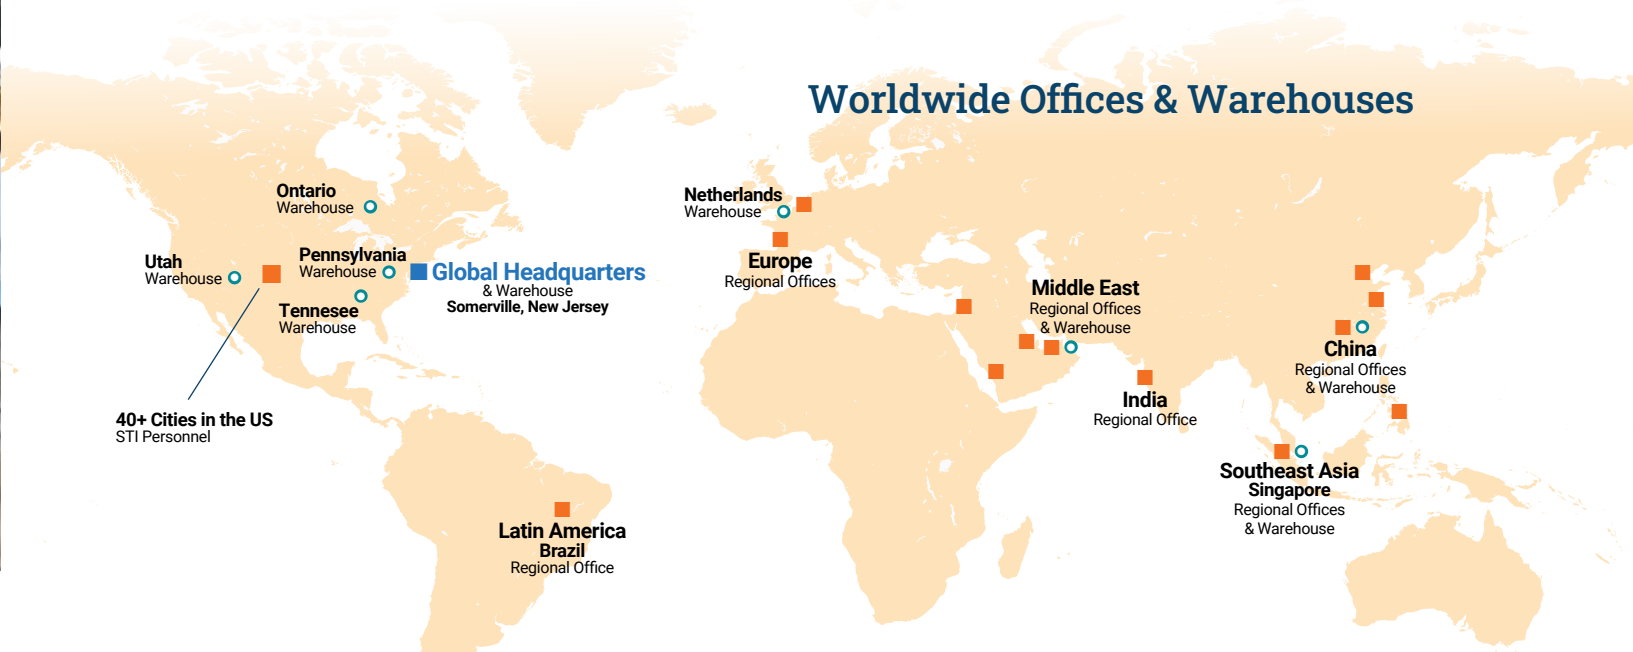 Worldwide Offices & Warehouses
Ontario
Warehouse
Utah
Warehouse
Pennsylvania
Warehouse
Tennesee
Warehouse
Global Headquarters
& Warehouse
Somerville, New Jersey
40+ Cities in the US
STI Personnel
Latin America
Brazil
Regional Office
Netherlands
Warehouse
Europe
Regional Offices
Middle East
Regional Offices
& Warehouse
India
Regional Office
China
Regional Offices
& Warehouse
Southeast Asia
Singapore
Regional Offices
& Warehouse